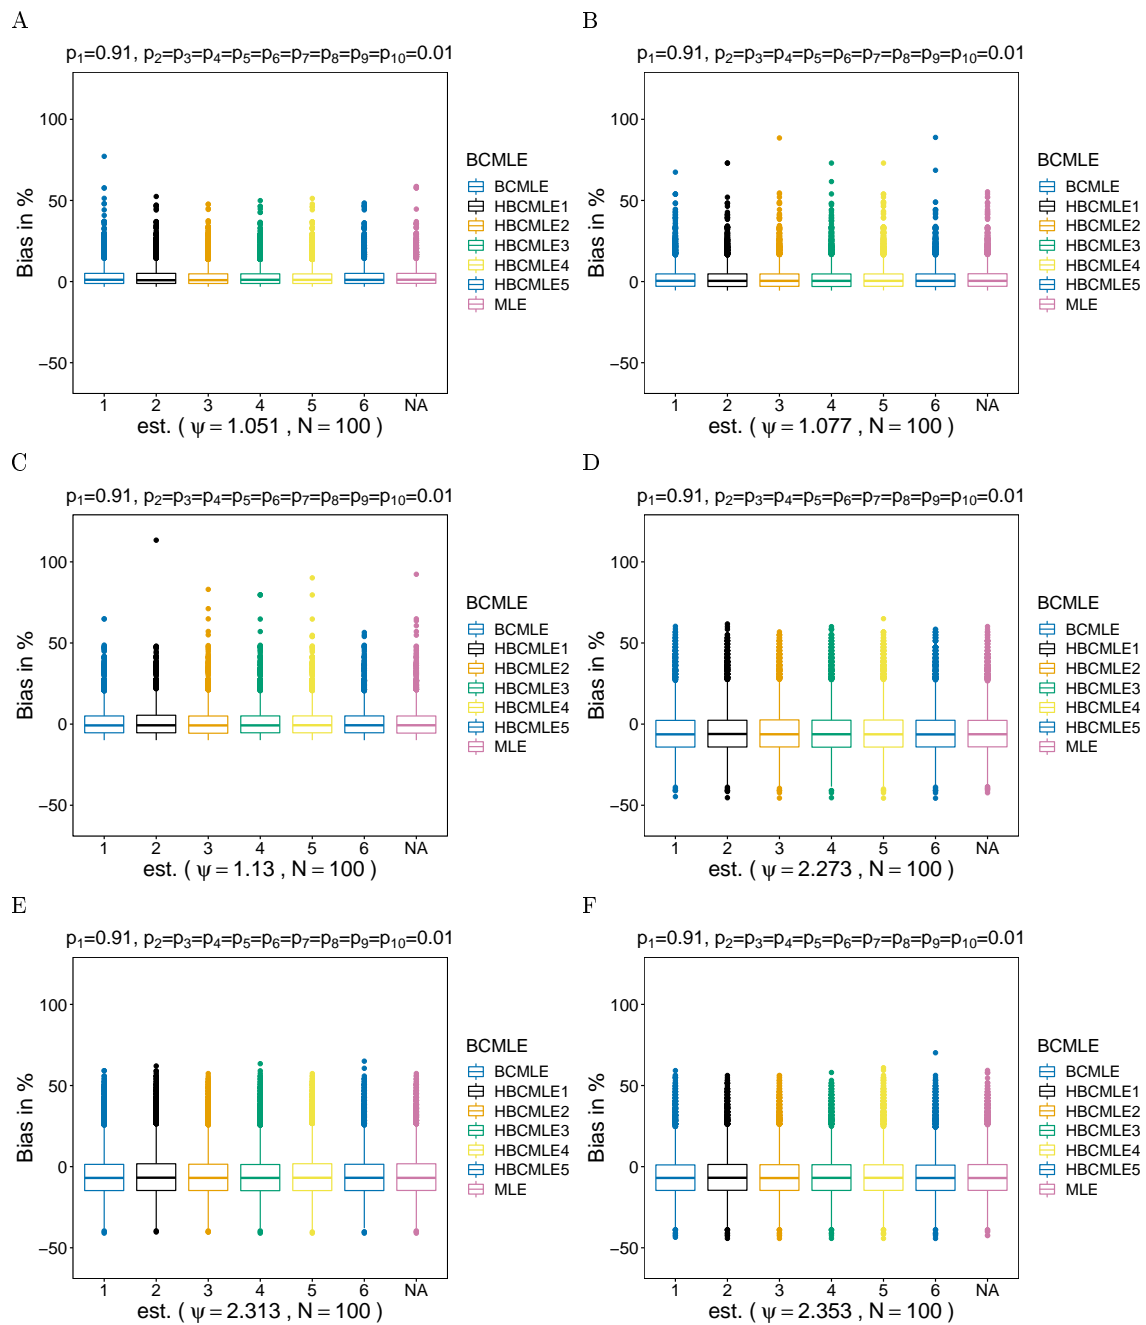 A
p₁=0.91, p₂=p₃=p₄=p₅=p₆=p₇=p₈=p₉=p₁₀=0.01
100
50
0
−50
Bias in %
1 2 3 4 5 6 NA
est. ( ψ = 1.051 , N = 100 )
BCMLE
BCMLE
HBCMLE1
HBCMLE2
HBCMLE3
HBCMLE4
HBCMLE5
MLE
B
p₁=0.91, p₂=p₃=p₄=p₅=p₆=p₇=p₈=p₉=p₁₀=0.01
100
50
0
−50
Bias in %
1 2 3 4 5 6 NA
est. ( ψ = 1.077 , N = 100 )
BCMLE
BCMLE
HBCMLE1
HBCMLE2
HBCMLE3
HBCMLE4
HBCMLE5
MLE
C
p₁=0.91, p₂=p₃=p₄=p₅=p₆=p₇=p₈=p₉=p₁₀=0.01
100
50
0
−50
Bias in %
1 2 3 4 5 6 NA
est. ( ψ = 1.13 , N = 100 )
BCMLE
BCMLE
HBCMLE1
HBCMLE2
HBCMLE3
HBCMLE4
HBCMLE5
MLE
D
p₁=0.91, p₂=p₃=p₄=p₅=p₆=p₇=p₈=p₉=p₁₀=0.01
100
50
0
−50
Bias in %
1 2 3 4 5 6 NA
est. ( ψ = 2.273 , N = 100 )
BCMLE
BCMLE
HBCMLE1
HBCMLE2
HBCMLE3
HBCMLE4
HBCMLE5
MLE
E
p₁=0.91, p₂=p₃=p₄=p₅=p₆=p₇=p₈=p₉=p₁₀=0.01
100
50
0
−50
Bias in %
1 2 3 4 5 6 NA
est. ( ψ = 2.313 , N = 100 )
BCMLE
BCMLE
HBCMLE1
HBCMLE2
HBCMLE3
HBCMLE4
HBCMLE5
MLE
F
p₁=0.91, p₂=p₃=p₄=p₅=p₆=p₇=p₈=p₉=p₁₀=0.01
100
50
0
−50
Bias in %
1 2 3 4 5 6 NA
est. ( ψ = 2.353 , N = 100 )
BCMLE
BCMLE
HBCMLE1
HBCMLE2
HBCMLE3
HBCMLE4
HBCMLE5
MLE